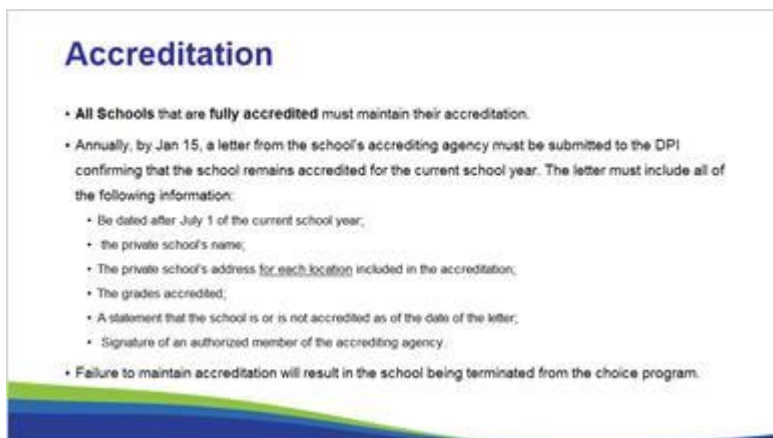 Accreditation
• All Schools that are fully accredited must maintain their accreditation.
• Annually, by Jan 15, a letter from the school's accrediting agency must be submitted to the DPI
confirming that the school remains accredited for the current school year. The letter must include all of
the following information:
• Be dated after July 1 of the current school year;
• the private school's name;
• The private school's address for each location included in the accreditation;
• The grades accredited;
• A statement that the school is or is not accredited as of the date of the letter;
• Signature of an authorized member of the accrediting agency.
• Failure to maintain accreditation will result in the school being terminated from the choice program.